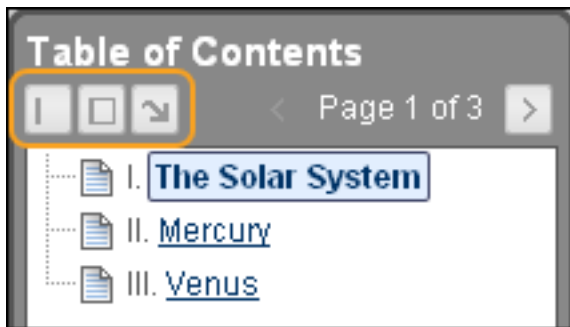 Table of Contents
< Page 1 of 3 >
I. The Solar System
II. Mercury
III. Venus